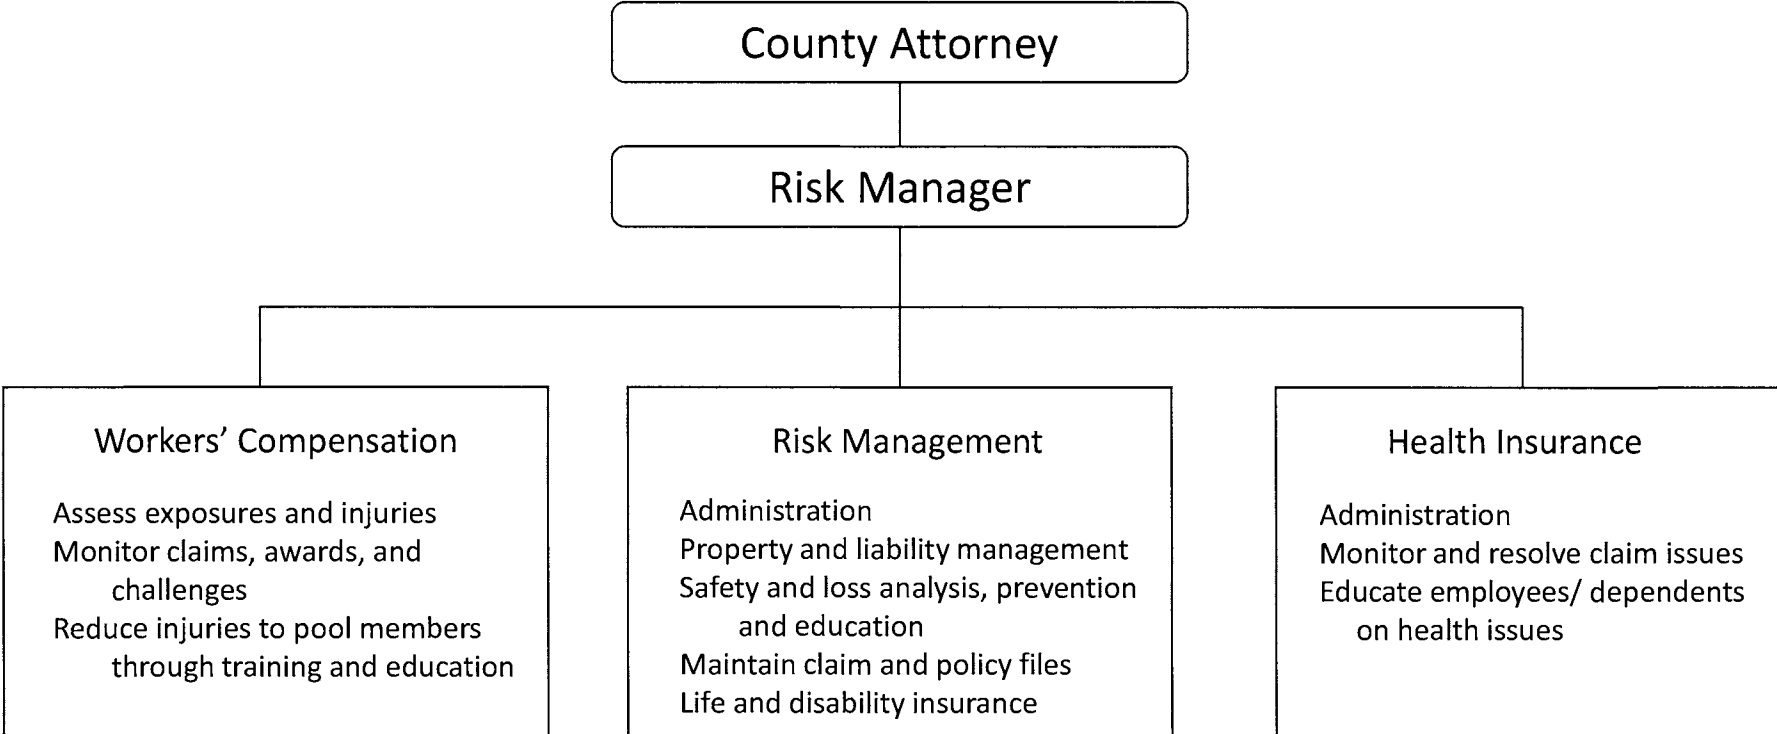 County Attorney
Risk Manager
Workers’ Compensation
Assess exposures and injuries
Monitor claims, awards, and
challenges
Reduce injuries to pool members
through training and education
Risk Management
Administration
Property and liability management
Safety and loss analysis, prevention
and education
Maintain claim and policy files
Life and disability insurance
Health Insurance
Administration
Monitor and resolve claim issues
Educate employees/ dependents
on health issues